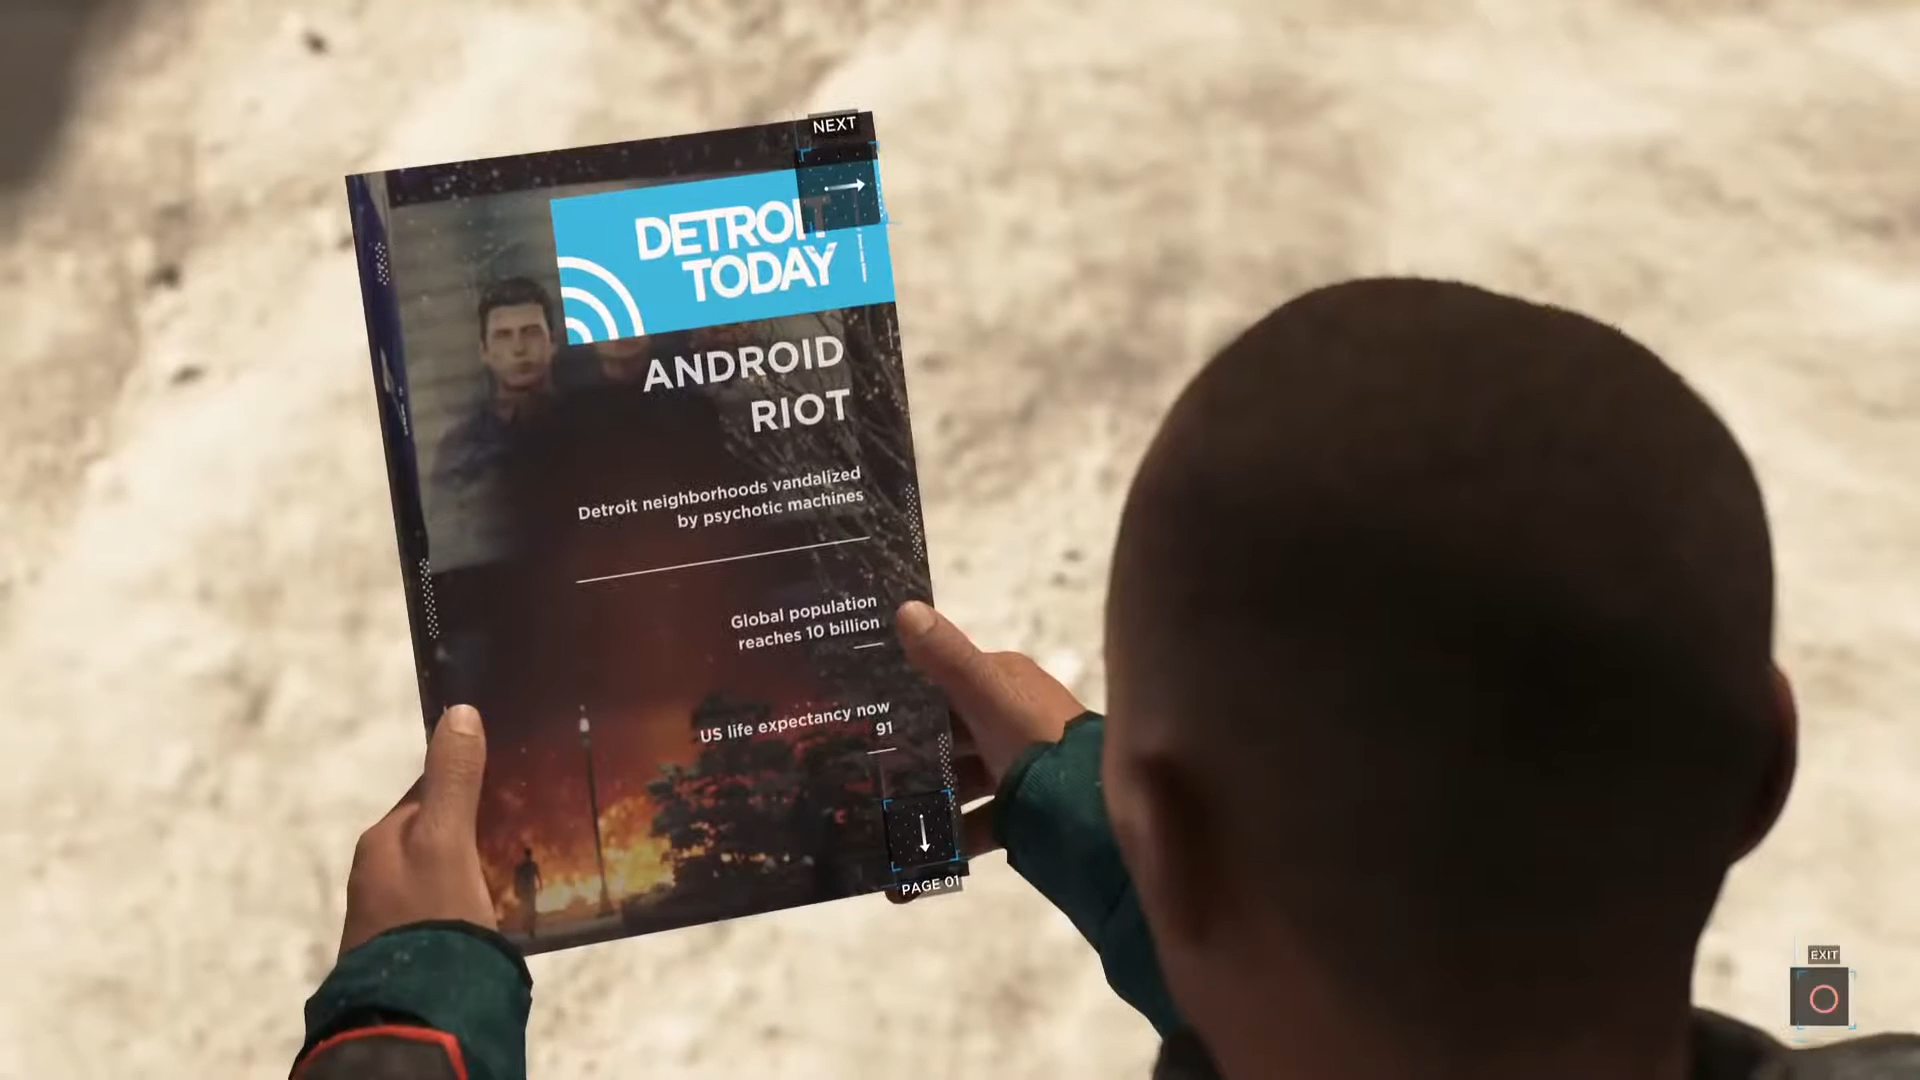 NEXT
DETROIT
TODAY
ANDROID
RIOT
Detroit neighborhoods vandalized
by psychotic machines
Global population
reaches 10 billion
US life expectancy now
91
PAGE 01
EXIT